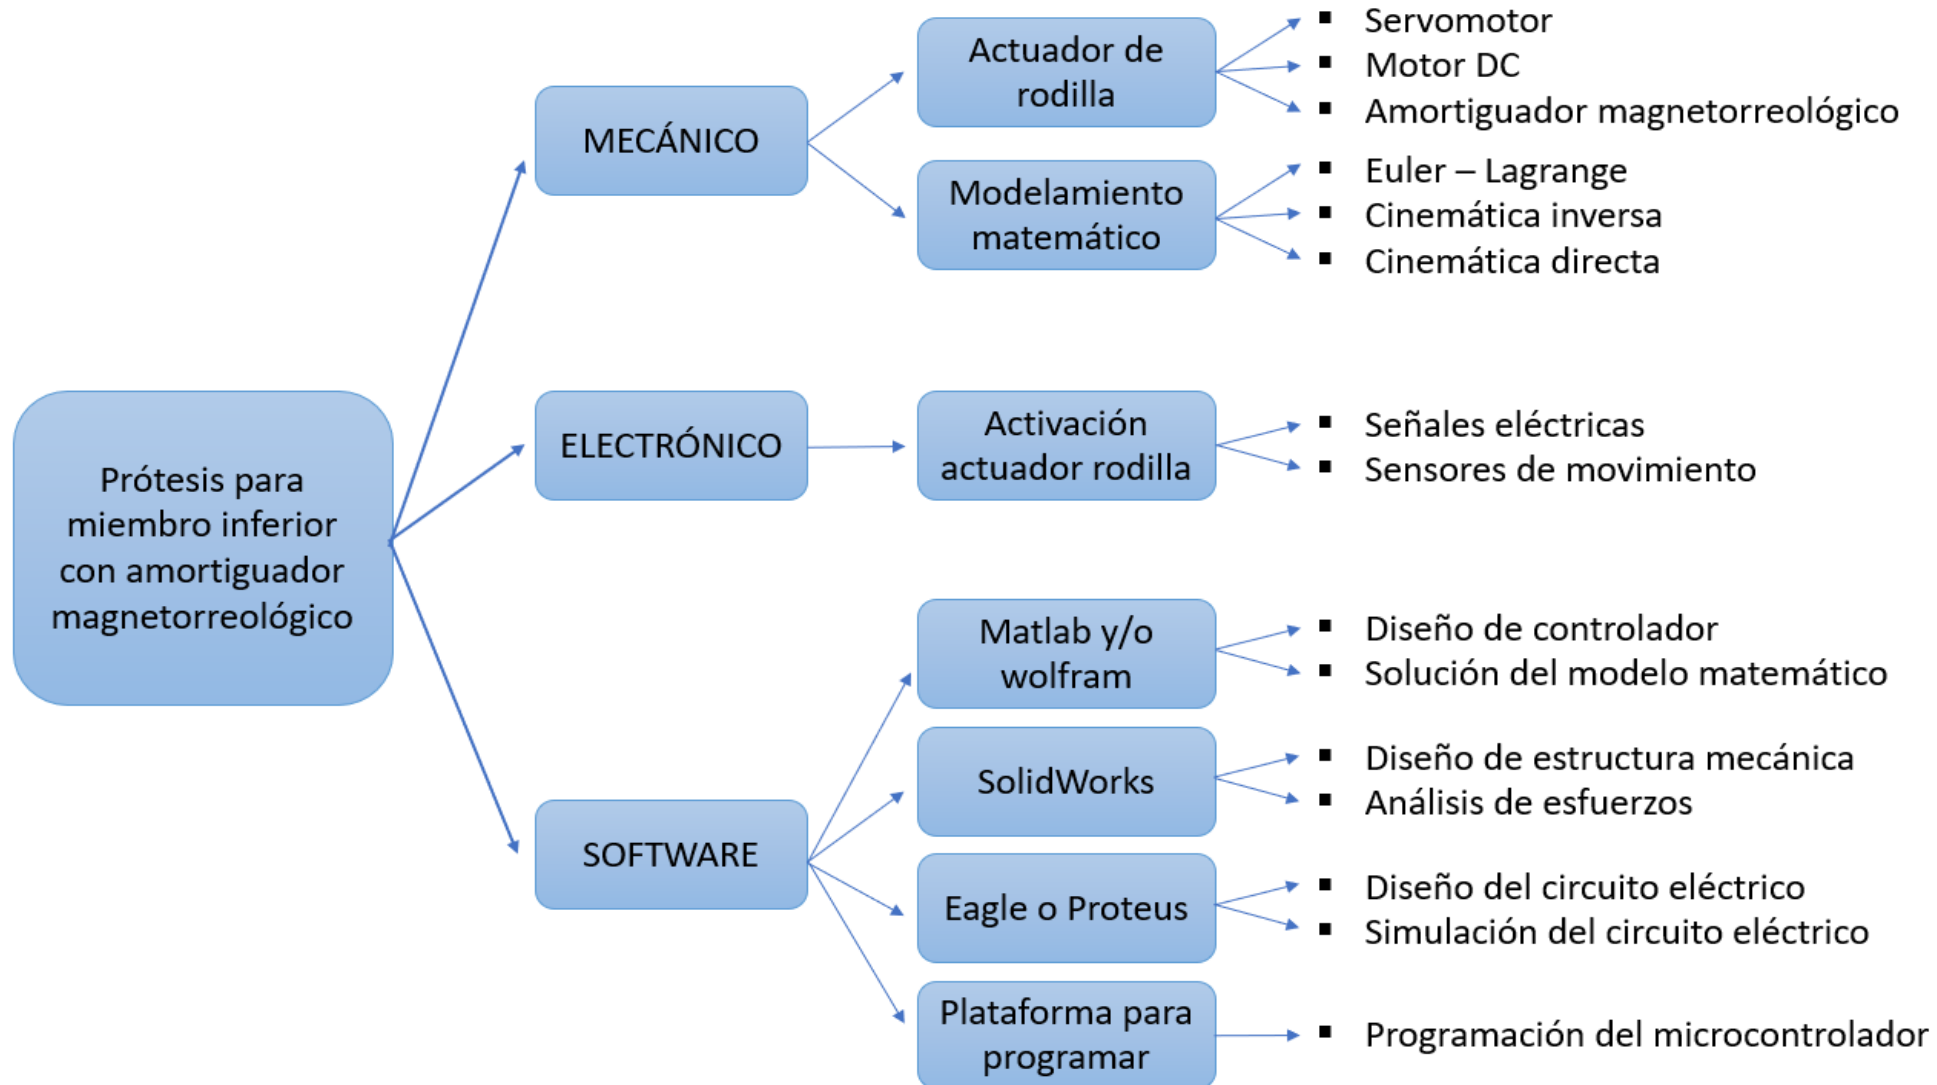 Prótesis para
miembro inferior
con amortiguador
magnetorreológico
MECÁNICO
Actuador de
rodilla
▪ Servomotor
▪ Motor DC
▪ Amortiguador magnetorreológico
Modelamiento
matemático
▪ Euler – Lagrange
▪ Cinemática inversa
▪ Cinemática directa
ELECTRÓNICO
Activación
actuador rodilla
▪ Señales eléctricas
▪ Sensores de movimiento
SOFTWARE
Matlab y/o
wolfram
▪ Diseño de controlador
▪ Solución del modelo matemático
SolidWorks
▪ Diseño de estructura mecánica
▪ Análisis de esfuerzos
Eagle o Proteus
▪ Diseño del circuito eléctrico
▪ Simulación del circuito eléctrico
Plataforma para
programar
▪ Programación del microcontrolador